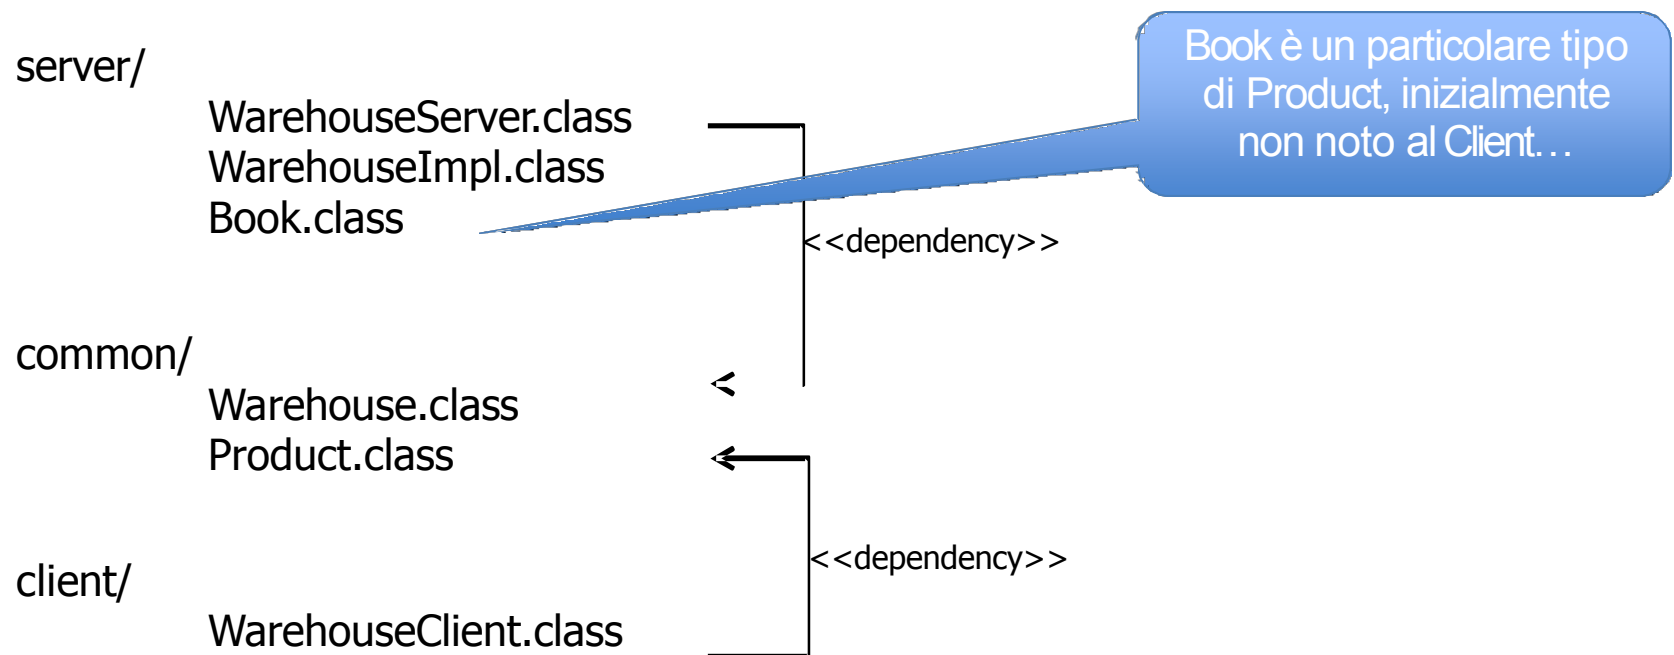 server/
WarehouseServer.class
WarehouseImpl.class
Book.class
Book è un particolare tipo
di Product, inizialmente
non noto al Client…
<<dependency>>
common/
Warehouse.class
Product.class
<<dependency>>
client/
WarehouseClient.class